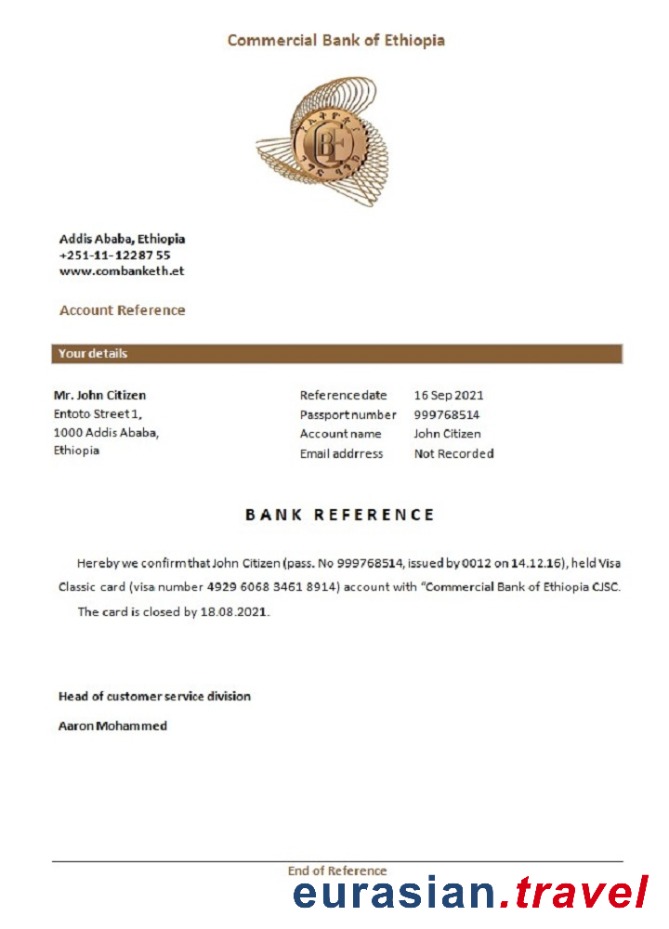 Commercial Bank of Ethiopia
Addis Ababa, Ethiopia
+251-11-12287 55
www.combanketh.et
Account Reference
Your details
Mr. John Citizen
Entoto Street 1,
1000 Addis Ababa,
Ethiopia
Reference date 16 Sep 2021
Passport number 999768514
Account name John Citizen
Email addrress Not Recorded
BANK REFERENCE
Hereby we confirm that John Citizen (pass. No 999768514, issued by 0012 on 14.12.16), held Visa
Classic card (visa number 4929 6068 3461 8914) account with “Commercial Bank of Ethiopia CJSC.
The card is closed by 18.08.2021.
Head of customer service division
Aaron Mohammed
End of Reference
eurasian.travel